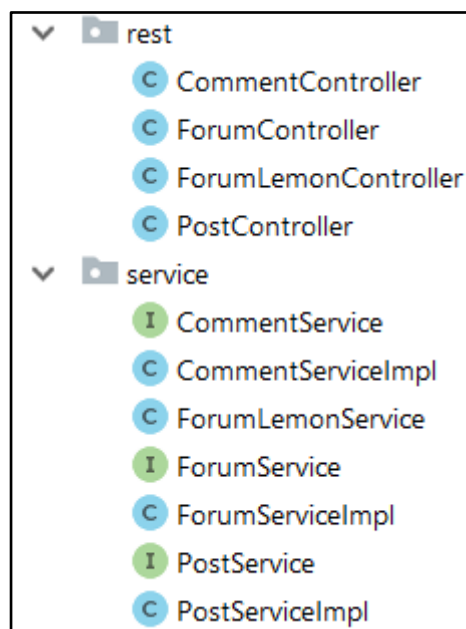 rest
C CommentController
C ForumController
C ForumLemonController
C PostController
service
I CommentService
C CommentServiceImpl
C ForumLemonService
I ForumService
C ForumServiceImpl
I PostService
C PostServiceImpl